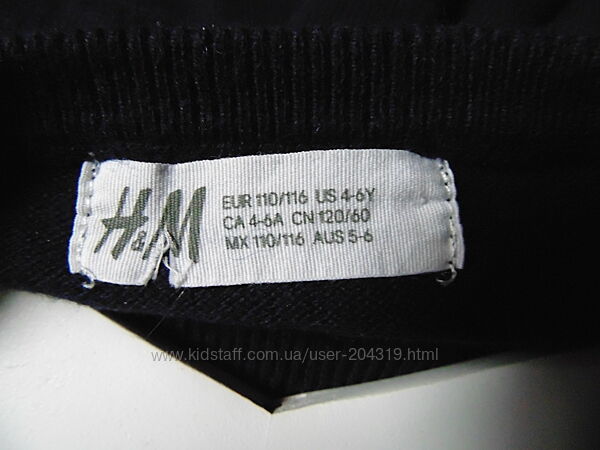 H&M
EUR 110/116 US 4-6Y
CA 4-6A CN 120/60
MX 110/116 AUS 5-6
www.kidstaff.com.ua/user-204319.html